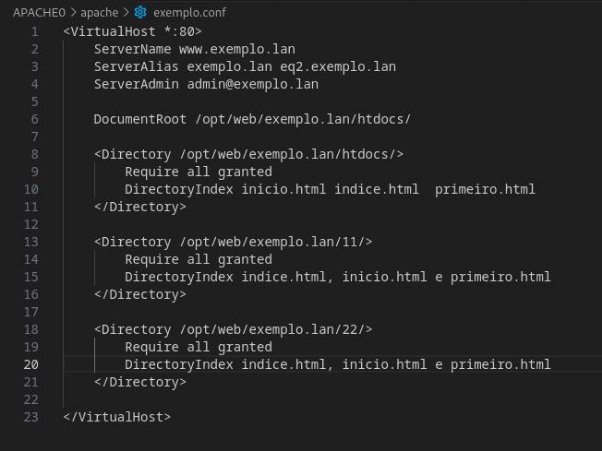 APACHE0 > apache > exemplo.conf
1 <VirtualHost *:80>
2 ServerName www.exemplo.lan
3 ServerAlias exemplo.lan eq2.exemplo.lan
4 ServerAdmin admin@exemplo.lan
5
6 DocumentRoot /opt/web/exemplo.lan/htdocs/
7
8 <Directory /opt/web/exemplo.lan/htdocs/>
9 Require all granted
10 DirectoryIndex inicio.html indice.html  primeiro.html
11 </Directory>
12
13 <Directory /opt/web/exemplo.lan/11/>
14 Require all granted
15 DirectoryIndex indice.html, inicio.html e primeiro.html
16 </Directory>
17
18 <Directory /opt/web/exemplo.lan/22/>
19 Require all granted
20 DirectoryIndex indice.html, inicio.html e primeiro.html
21 </Directory>
22
23 </VirtualHost>